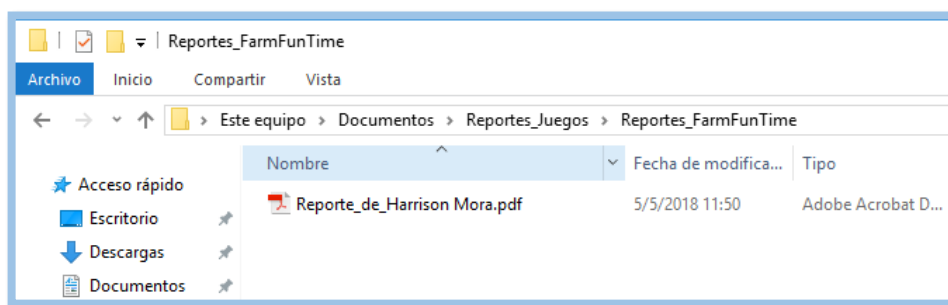 Reportes_FarmFunTime
Archivo Inicio Compartir Vista
Este equipo > Documentos > Reportes_Juegos > Reportes_FarmFunTime
Nombre Fecha de modifica... Tipo
Acceso rápido
Reporte_de_Harrison Mora.pdf 5/5/2018 11:50 Adobe Acrobat D...
Escritorio
Descargas
Documentos